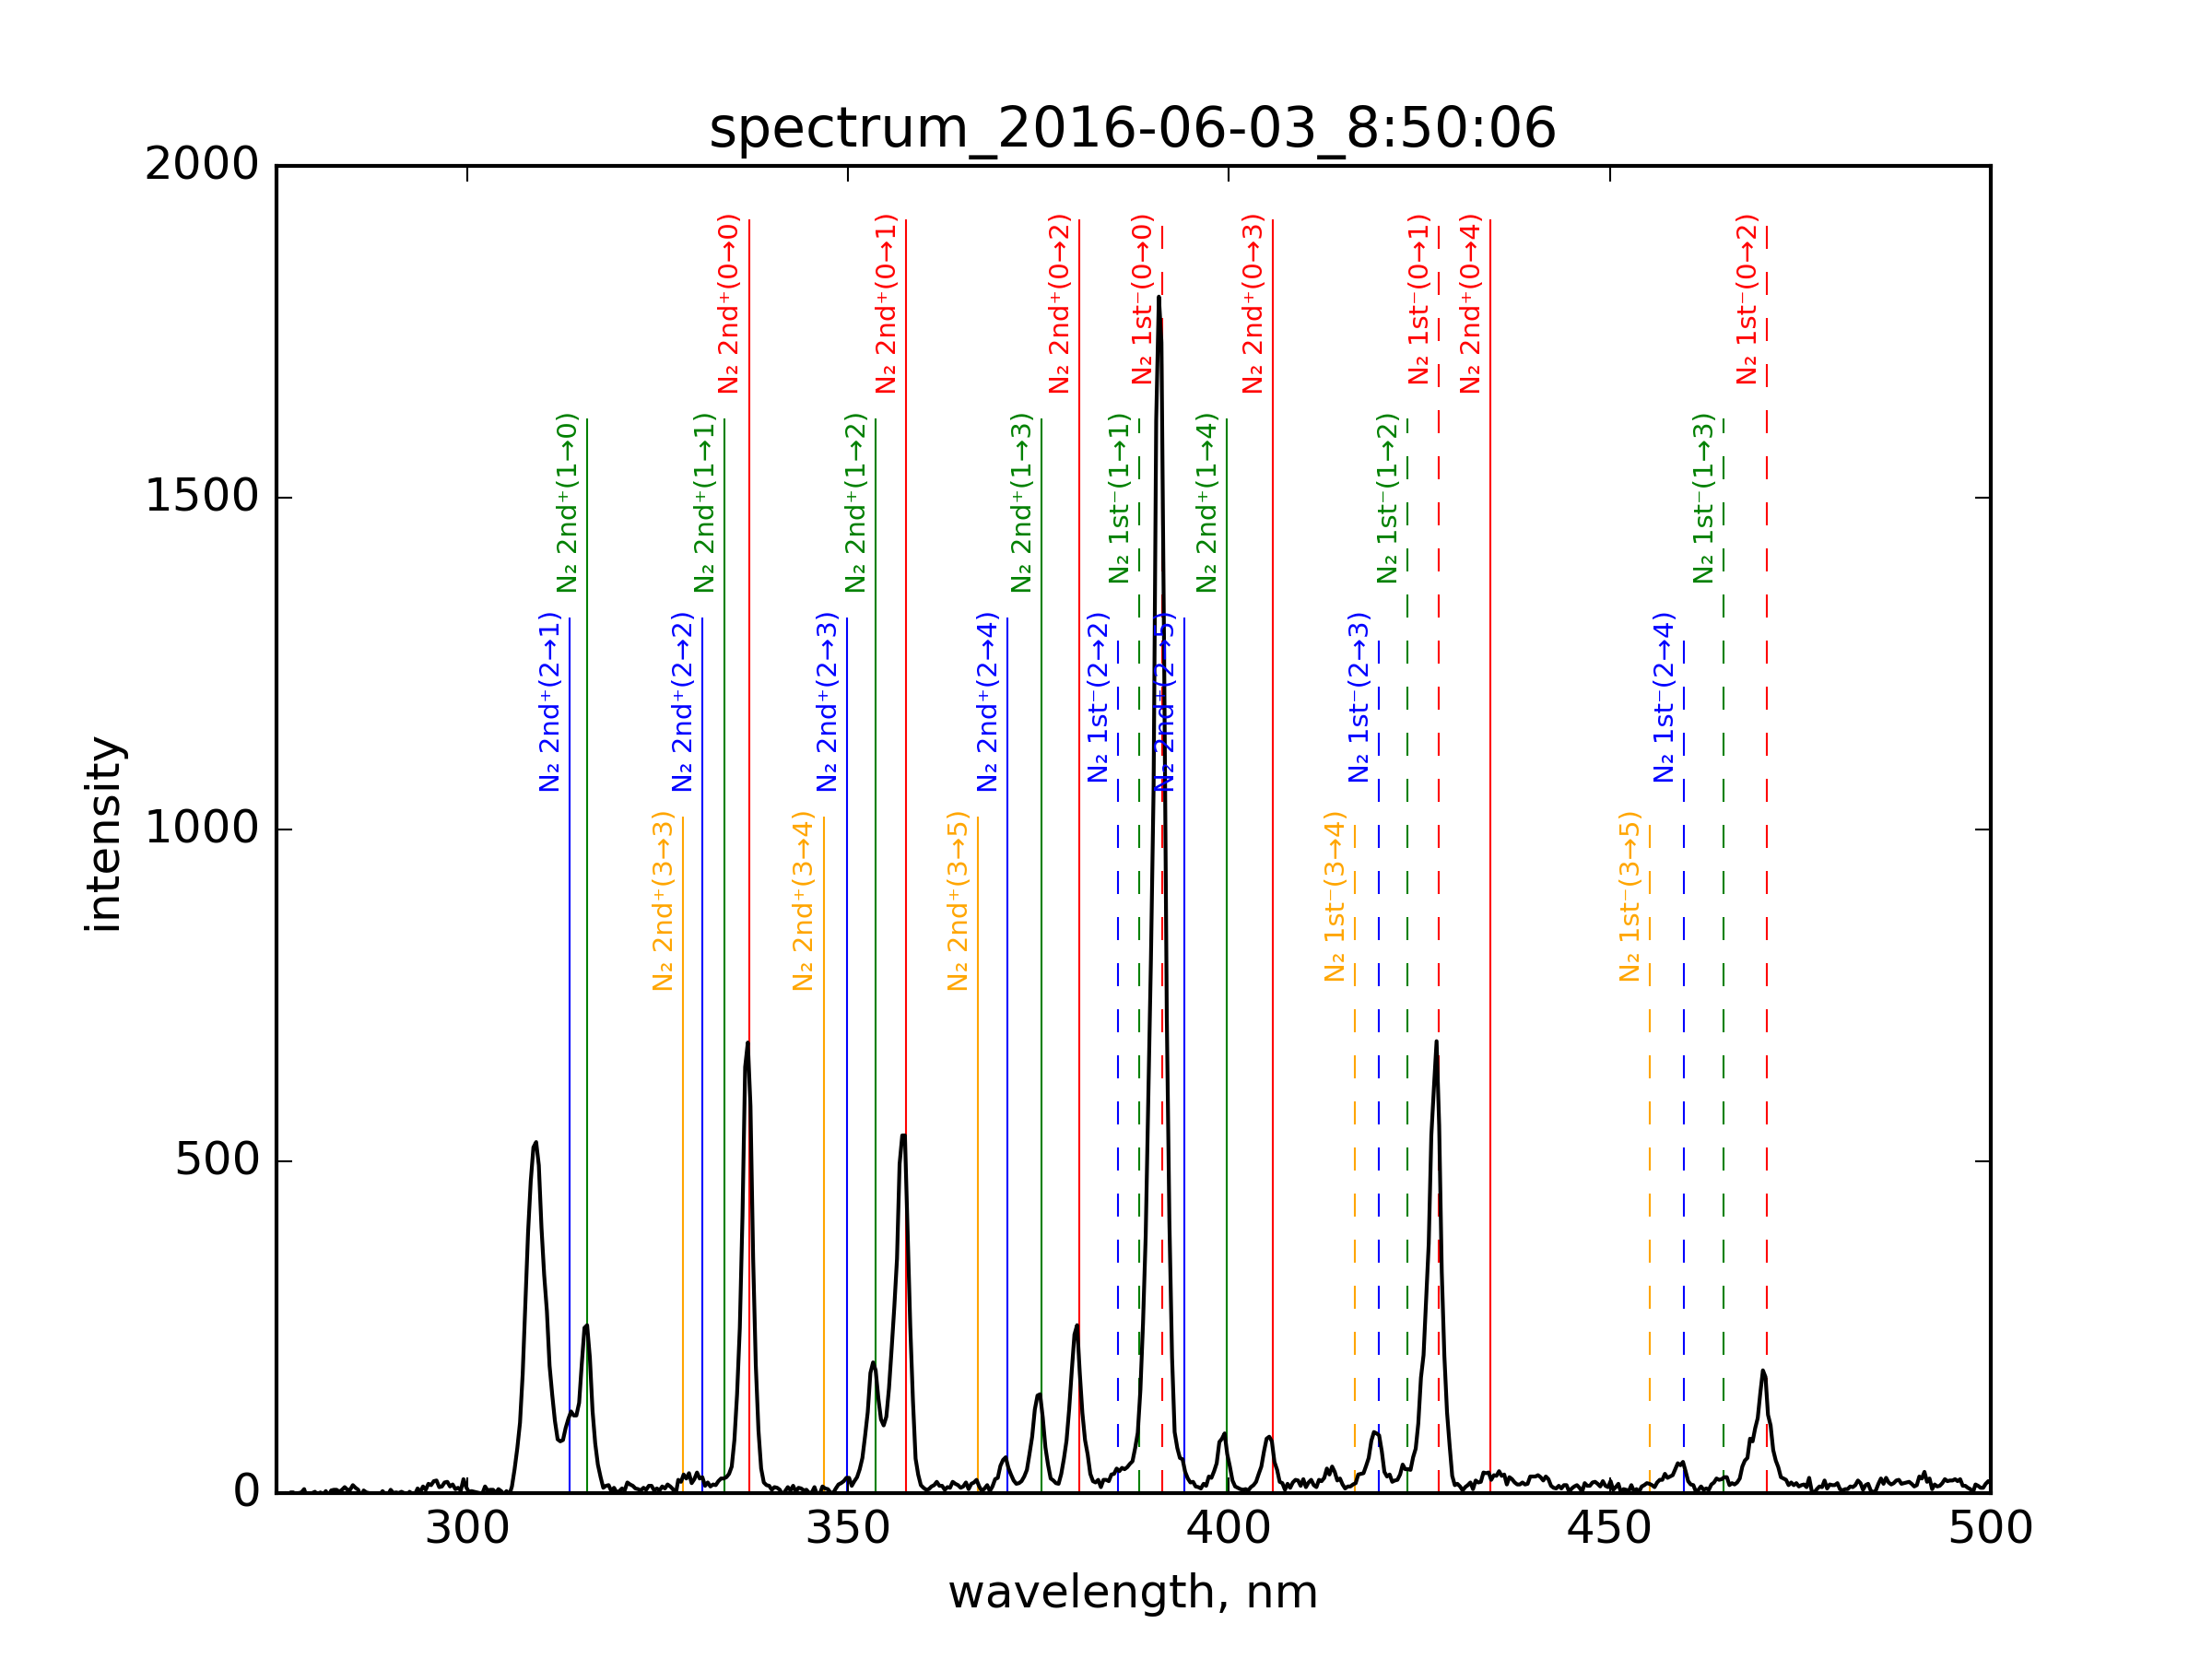 spectrum_2016-06-03_8:50:06
2000
1500
1000
500
0
intensity
N₂ 2nd⁺(0→0)
N₂ 2nd⁺(0→1)
N₂ 2nd⁺(0→2)
N₂ 1st⁻(0→0)
N₂ 2nd⁺(0→3)
N₂ 1st⁻(0→1)
N₂ 2nd⁺(0→4)
N₂ 1st⁻(0→2)
N₂ 2nd⁺(1→0)
N₂ 2nd⁺(1→1)
N₂ 2nd⁺(1→2)
N₂ 2nd⁺(1→3)
N₂ 1st⁻(1→1)
N₂ 2nd⁺(1→4)
N₂ 1st⁻(1→2)
N₂ 1st⁻(1→3)
N₂ 2nd⁺(2→1)
N₂ 2nd⁺(2→2)
N₂ 2nd⁺(2→3)
N₂ 2nd⁺(2→4)
N₂ 1st⁻(2→2)
N₂ 2nd⁺(2→5)
N₂ 1st⁻(2→3)
N₂ 1st⁻(2→4)
N₂ 2nd⁺(3→3)
N₂ 2nd⁺(3→4)
N₂ 2nd⁺(3→5)
N₂ 1st⁻(3→4)
N₂ 1st⁻(3→5)
300
350
400
450
500
wavelength, nm